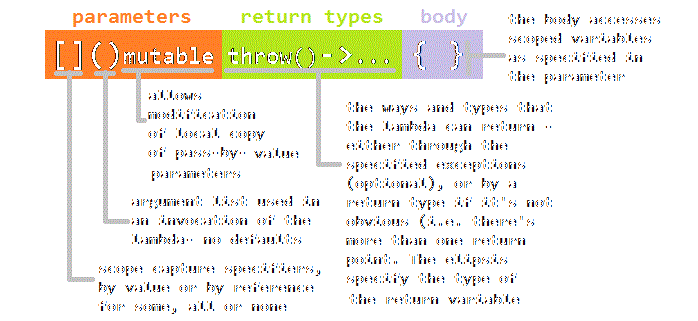 parameters return types body
[]()mutable throw()->... { }
the body accesses
scoped variables
as specified in
the parameter
allows
modification
of local copy
of pass-by- value
parameters
the ways and types that
the lambda can return -
either through the
specified exceptions
(optional), or by a
return type if it's not
obvious (i.e. there's
more than one return
point. The elipsis
specify the type of
the return variable
argument list used in
an invocation of the
lambda- no defaults
scope capture specifiers,
by value or by reference
for some, all or none